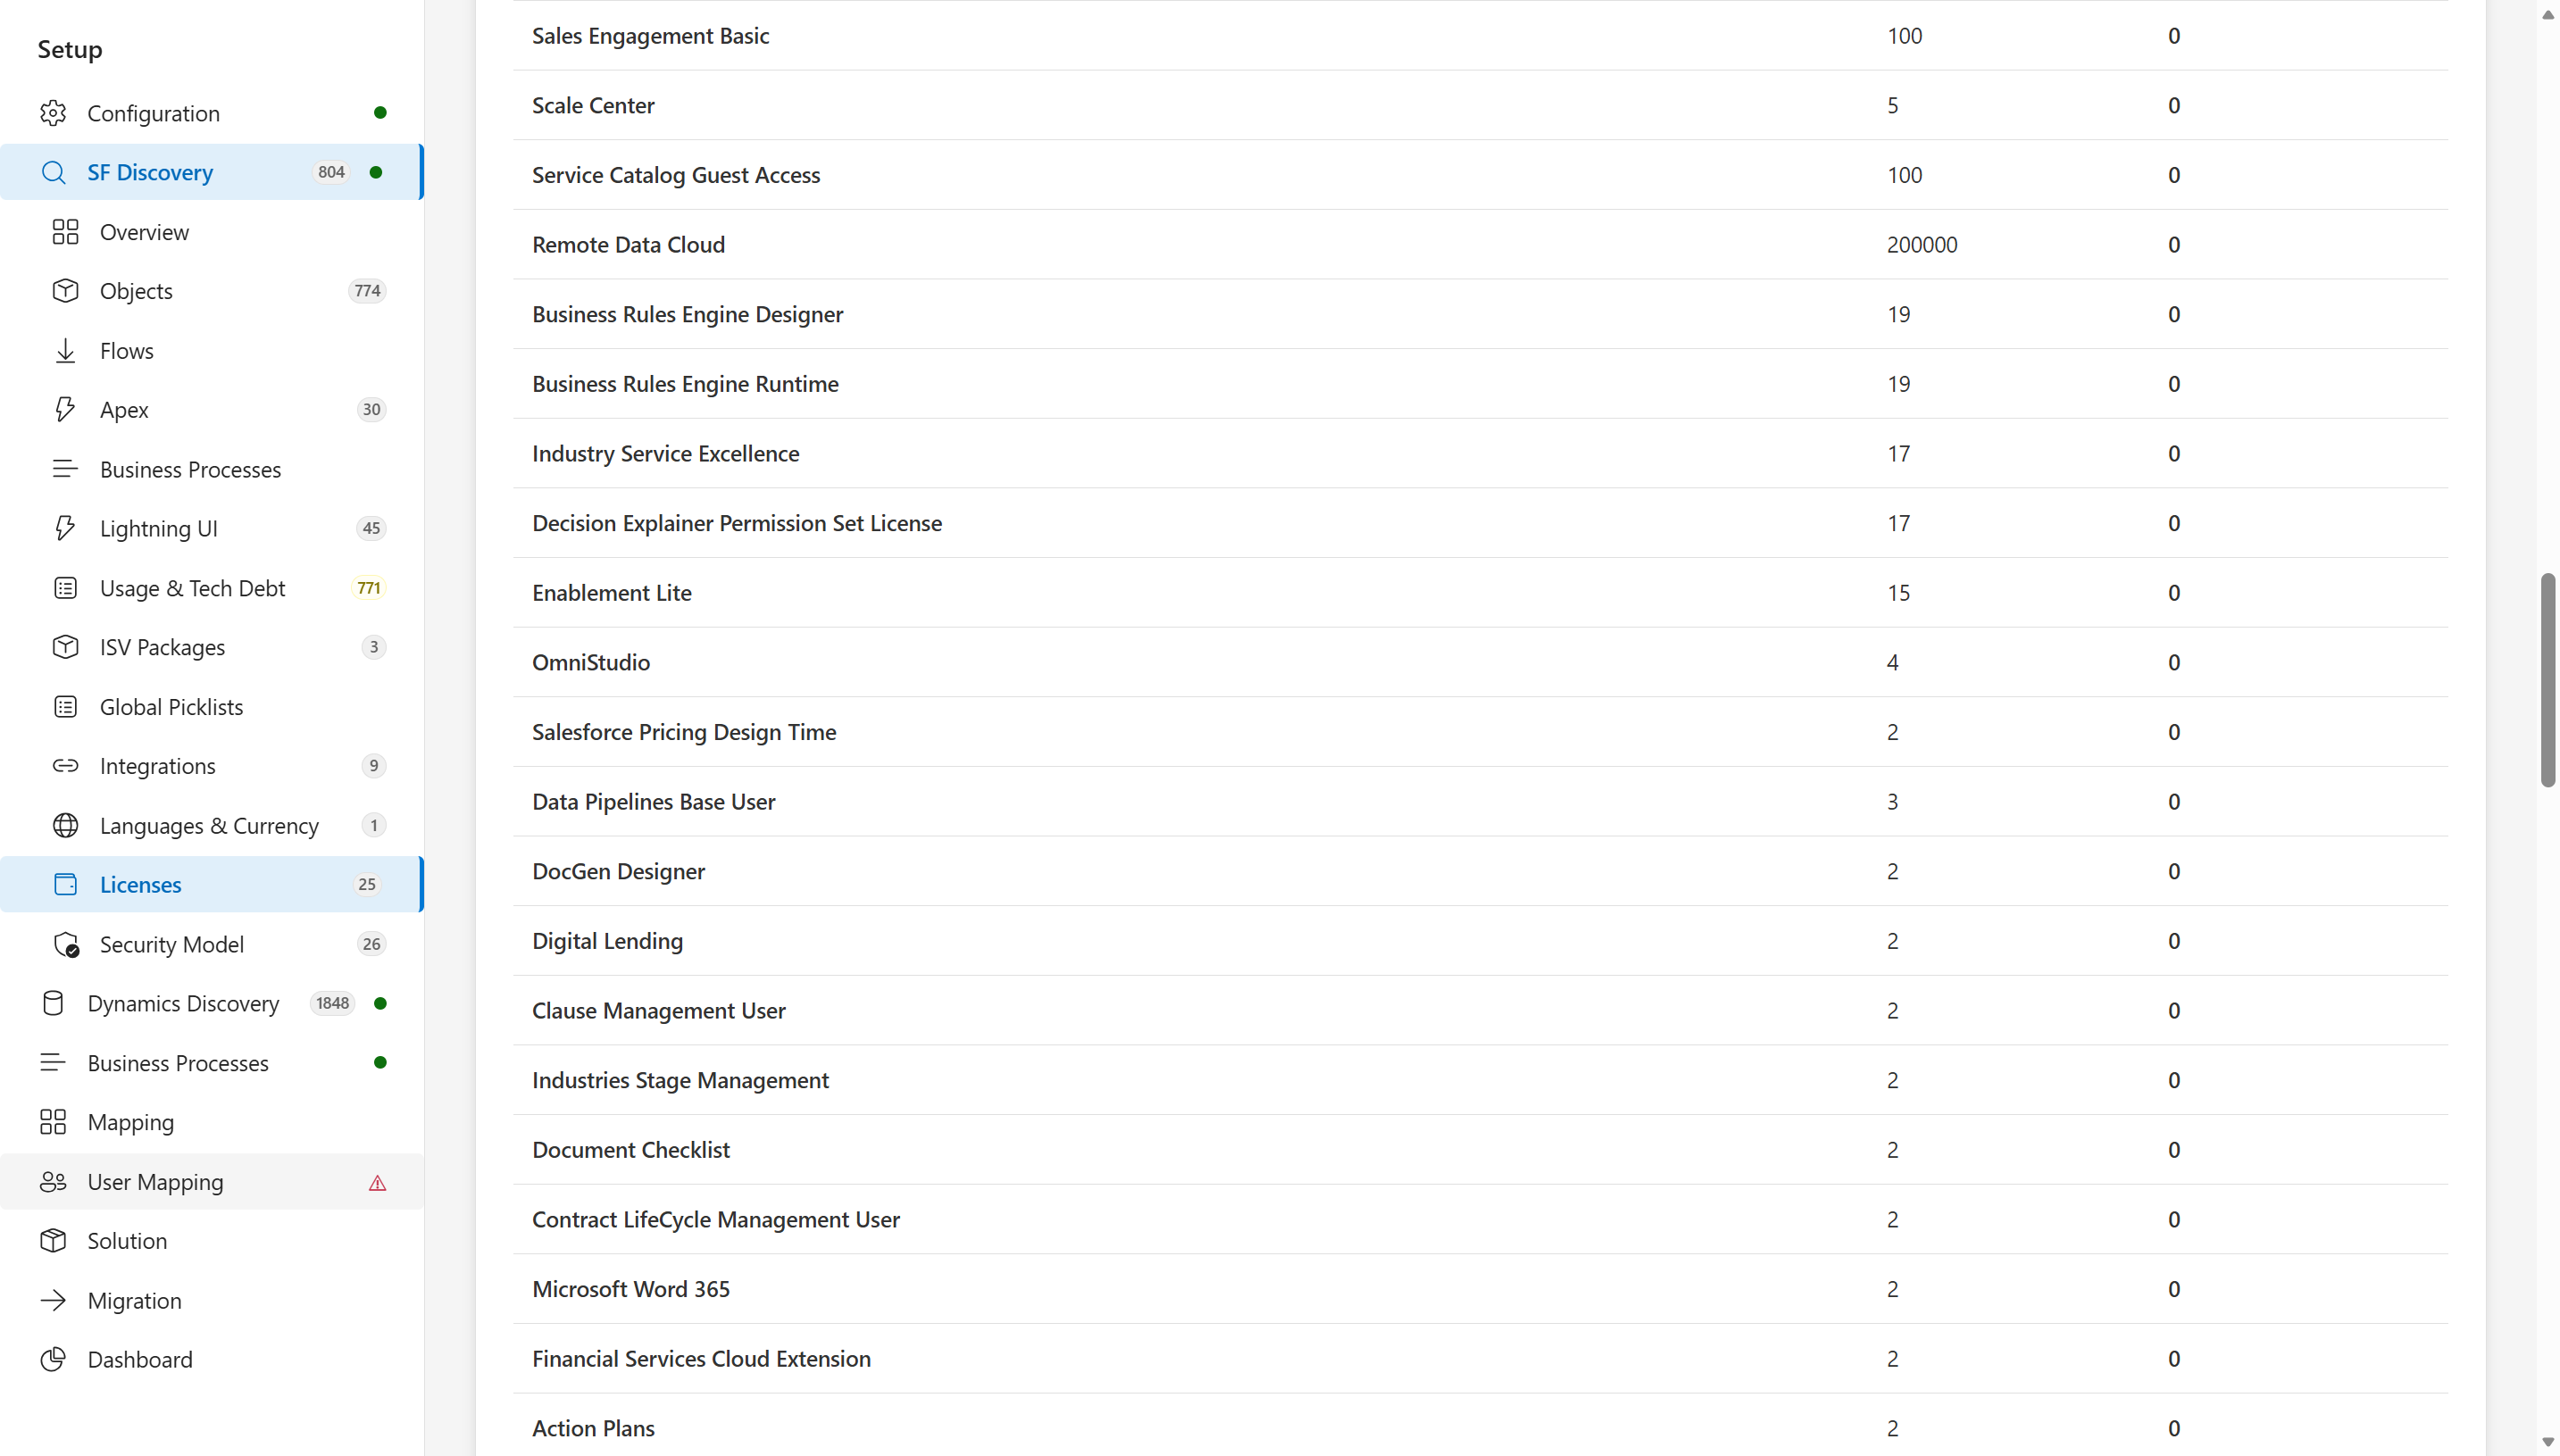 Setup
Configuration
SF Discovery 804
Overview
Objects 774
Flows
Apex 30
Business Processes
Lightning UI 45
Usage & Tech Debt 771
ISV Packages 3
Global Picklists
Integrations 9
Languages & Currency 1
Licenses 25
Security Model 26
Dynamics Discovery 1848
Business Processes
Mapping
User Mapping
Solution
Migration
Dashboard
Sales Engagement Basic 100 0
Scale Center 5 0
Service Catalog Guest Access 100 0
Remote Data Cloud 200000 0
Business Rules Engine Designer 19 0
Business Rules Engine Runtime 19 0
Industry Service Excellence 17 0
Decision Explainer Permission Set License 17 0
Enablement Lite 15 0
OmniStudio 4 0
Salesforce Pricing Design Time 2 0
Data Pipelines Base User 3 0
DocGen Designer 2 0
Digital Lending 2 0
Clause Management User 2 0
Industries Stage Management 2 0
Document Checklist 2 0
Contract LifeCycle Management User 2 0
Microsoft Word 365 2 0
Financial Services Cloud Extension 2 0
Action Plans 2 0